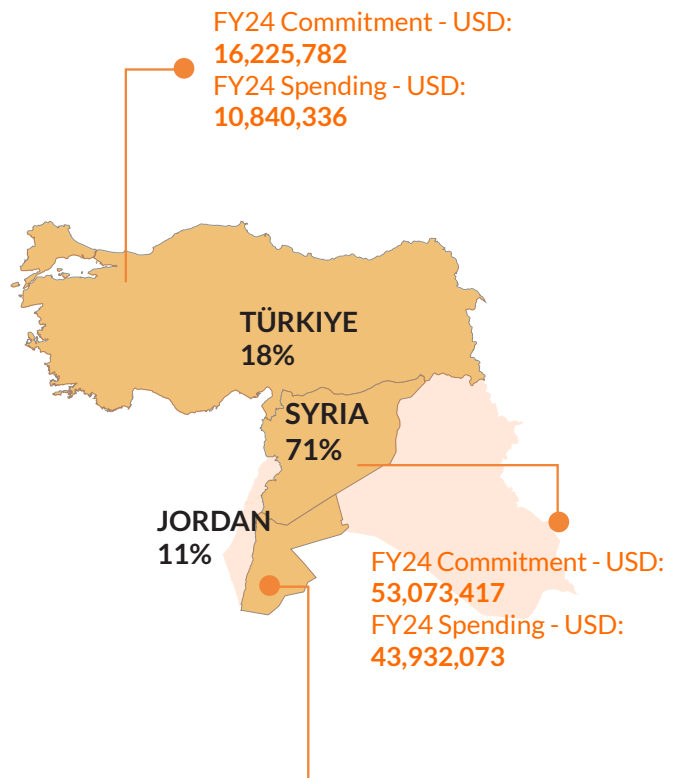 FY24 Commitment - USD:
16,225,782
FY24 Spending - USD:
10,840,336
TÜRKIYE
18%
SYRIA
71%
JORDAN
11%
FY24 Commitment - USD:
53,073,417
FY24 Spending - USD:
43,932,073